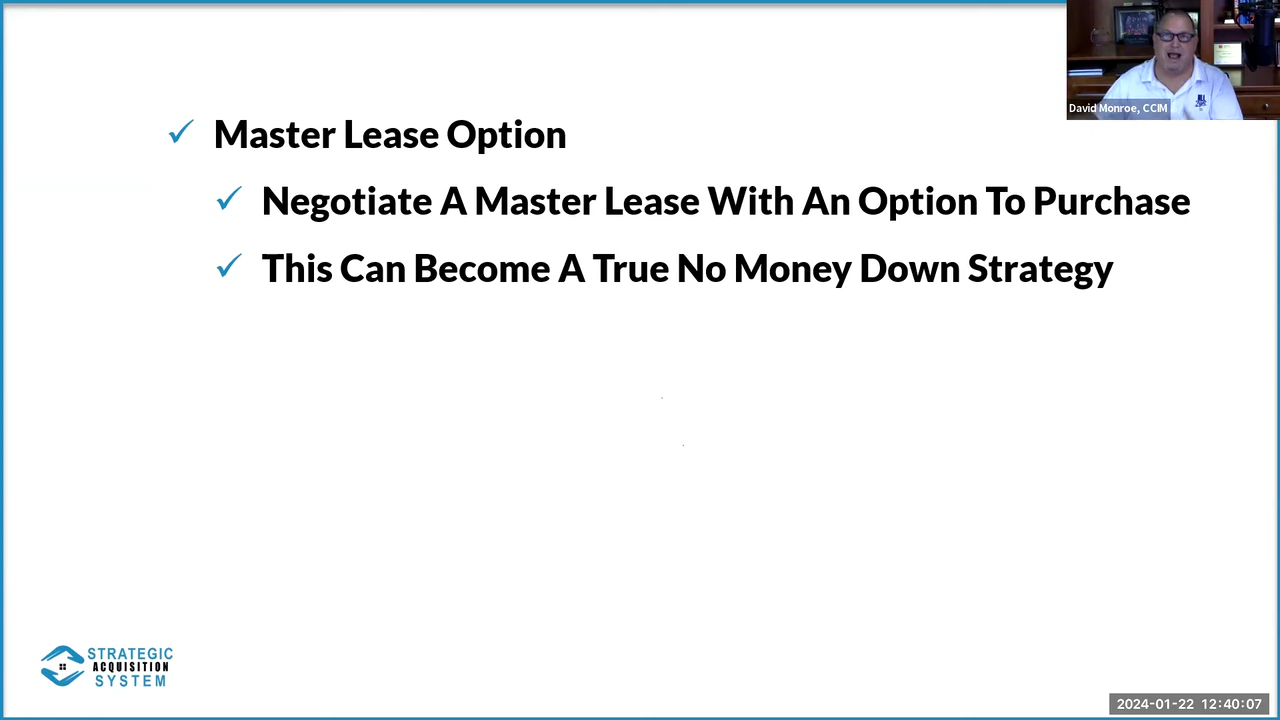 Master Lease Option
Negotiate A Master Lease With An Option To Purchase
This Can Become A True No Money Down Strategy
David Monroe, CCIM
STRATEGIC
ACQUISITION
SYSTEM
2024-01-22 12:40:07